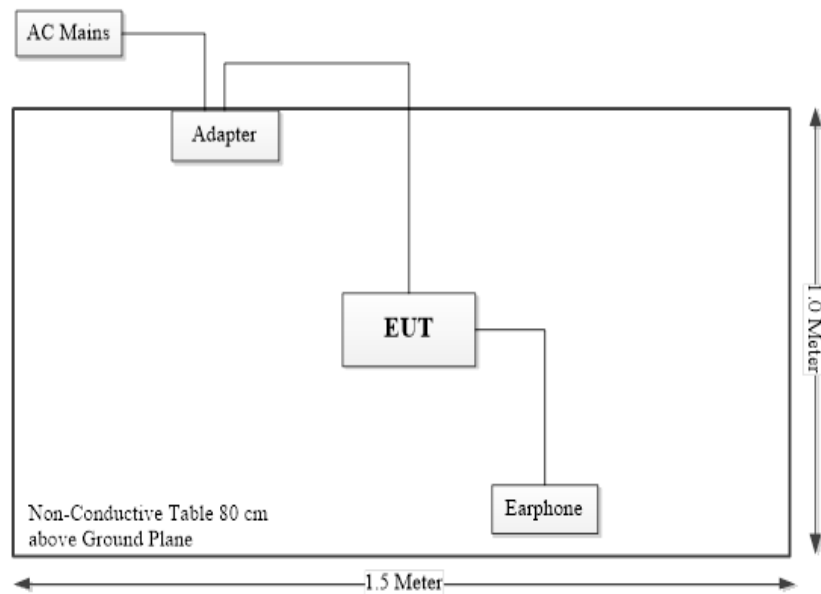 AC Mains
Adapter
EUT
1.0 Meter
Earphone
Non-Conductive Table 80 cm
above Ground Plane
1.5 Meter